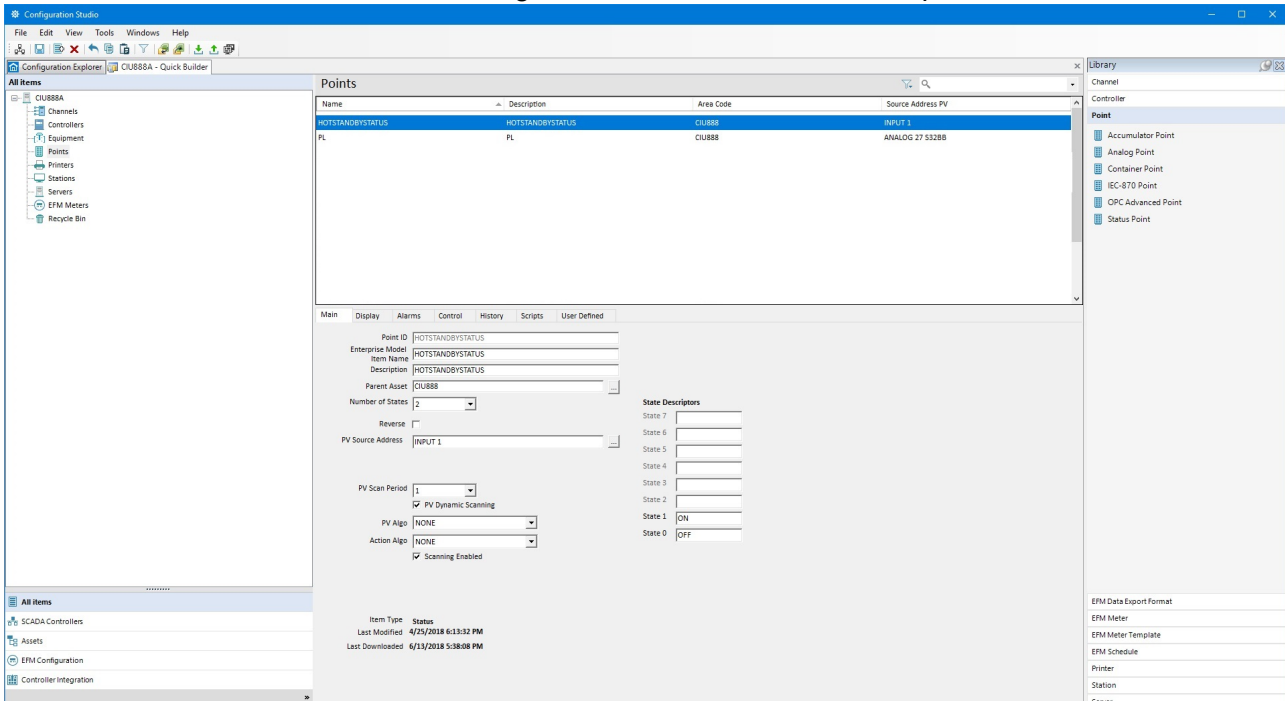 Configuration Studio
File Edit View Tools Windows Help
Configuration Explorer CIU888A - Quick Builder
All items
CIU888A
Channels
Controllers
Equipment
Points
Printers
Stations
Servers
EFM Meters
Recycle Bin
All items
SCADA Controllers
Assets
EFM Configuration
Controller Integration
»
Points
Name Description Area Code Source Address PV
HOTSTANDBYSTATUS HOTSTANDBYSTATUS CIU888 INPUT 1
PL PL CIU888 ANALOG 27 S32BB
Main Display Alarms Control History Scripts User Defined
Point ID HOTSTANDBYSTATUS
Enterprise Model
Item Name HOTSTANDBYSTATUS
Description HOTSTANDBYSTATUS
Parent Asset CIU888 ...
Number of States 2
Reverse
PV Source Address INPUT 1 ...
PV Scan Period 1
PV Dynamic Scanning
PV Algo NONE
Action Algo NONE
Scanning Enabled
Item Type Status
Last Modified 4/25/2018 6:13:32 PM
Last Downloaded 6/13/2018 5:38:08 PM
State Descriptors
State 7
State 6
State 5
State 4
State 3
State 2
State 1 ON
State 0 OFF
Library
Channel
Controller
Point
Accumulator Point
Analog Point
Container Point
IEC-870 Point
OPC Advanced Point
Status Point
EFM Data Export Format
EFM Meter
EFM Meter Template
EFM Schedule
Printer
Station